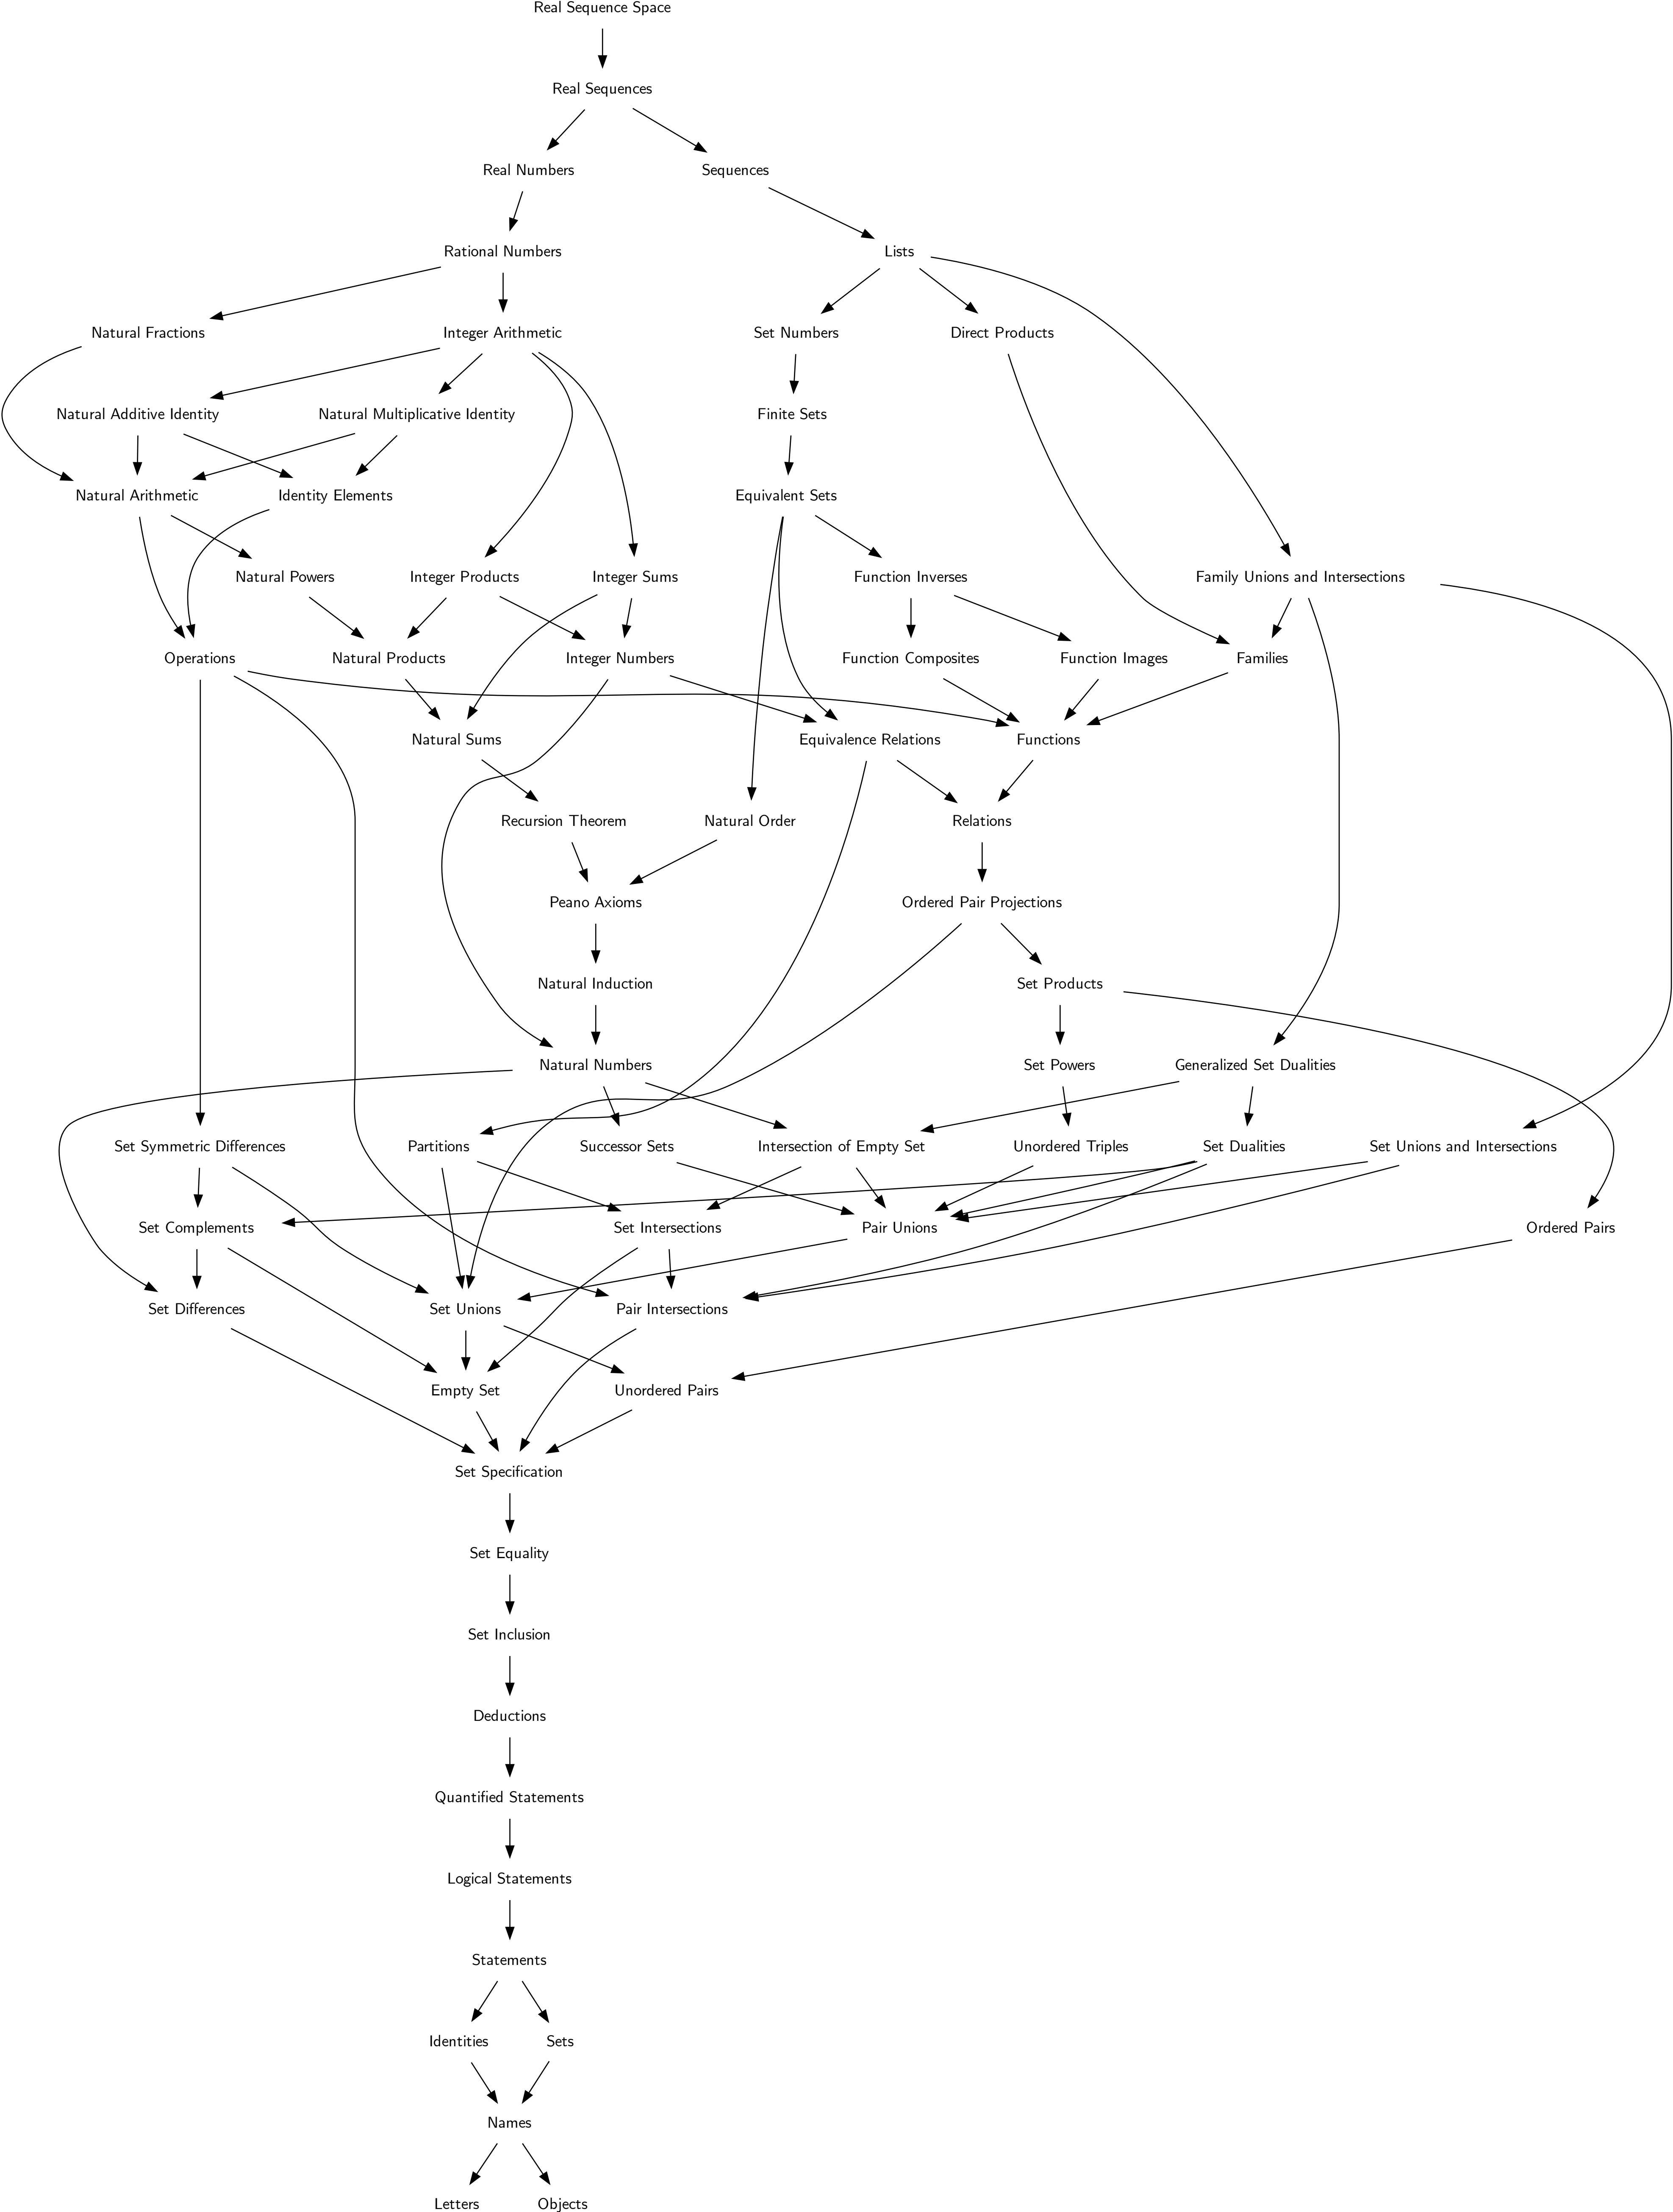 Real Sequence Space
Real Sequences
Real Numbers
Sequences
Rational Numbers
Lists
Natural Fractions
Integer Arithmetic
Set Numbers
Direct Products
Natural Additive Identity
Natural Multiplicative Identity
Finite Sets
Natural Arithmetic
Identity Elements
Equivalent Sets
Natural Powers
Integer Products
Integer Sums
Function Inverses
Family Unions and Intersections
Operations
Natural Products
Integer Numbers
Function Composites
Function Images
Families
Natural Sums
Equivalence Relations
Functions
Recursion Theorem
Natural Order
Relations
Peano Axioms
Ordered Pair Projections
Natural Induction
Set Products
Natural Numbers
Set Powers
Generalized Set Dualities
Set Symmetric Differences
Partitions
Successor Sets
Intersection of Empty Set
Unordered Triples
Set Dualities
Set Unions and Intersections
Set Complements
Set Intersections
Pair Unions
Ordered Pairs
Set Differences
Set Unions
Pair Intersections
Empty Set
Unordered Pairs
Set Specification
Set Equality
Set Inclusion
Deductions
Quantified Statements
Logical Statements
Statements
Identities
Sets
Names
Letters
Objects